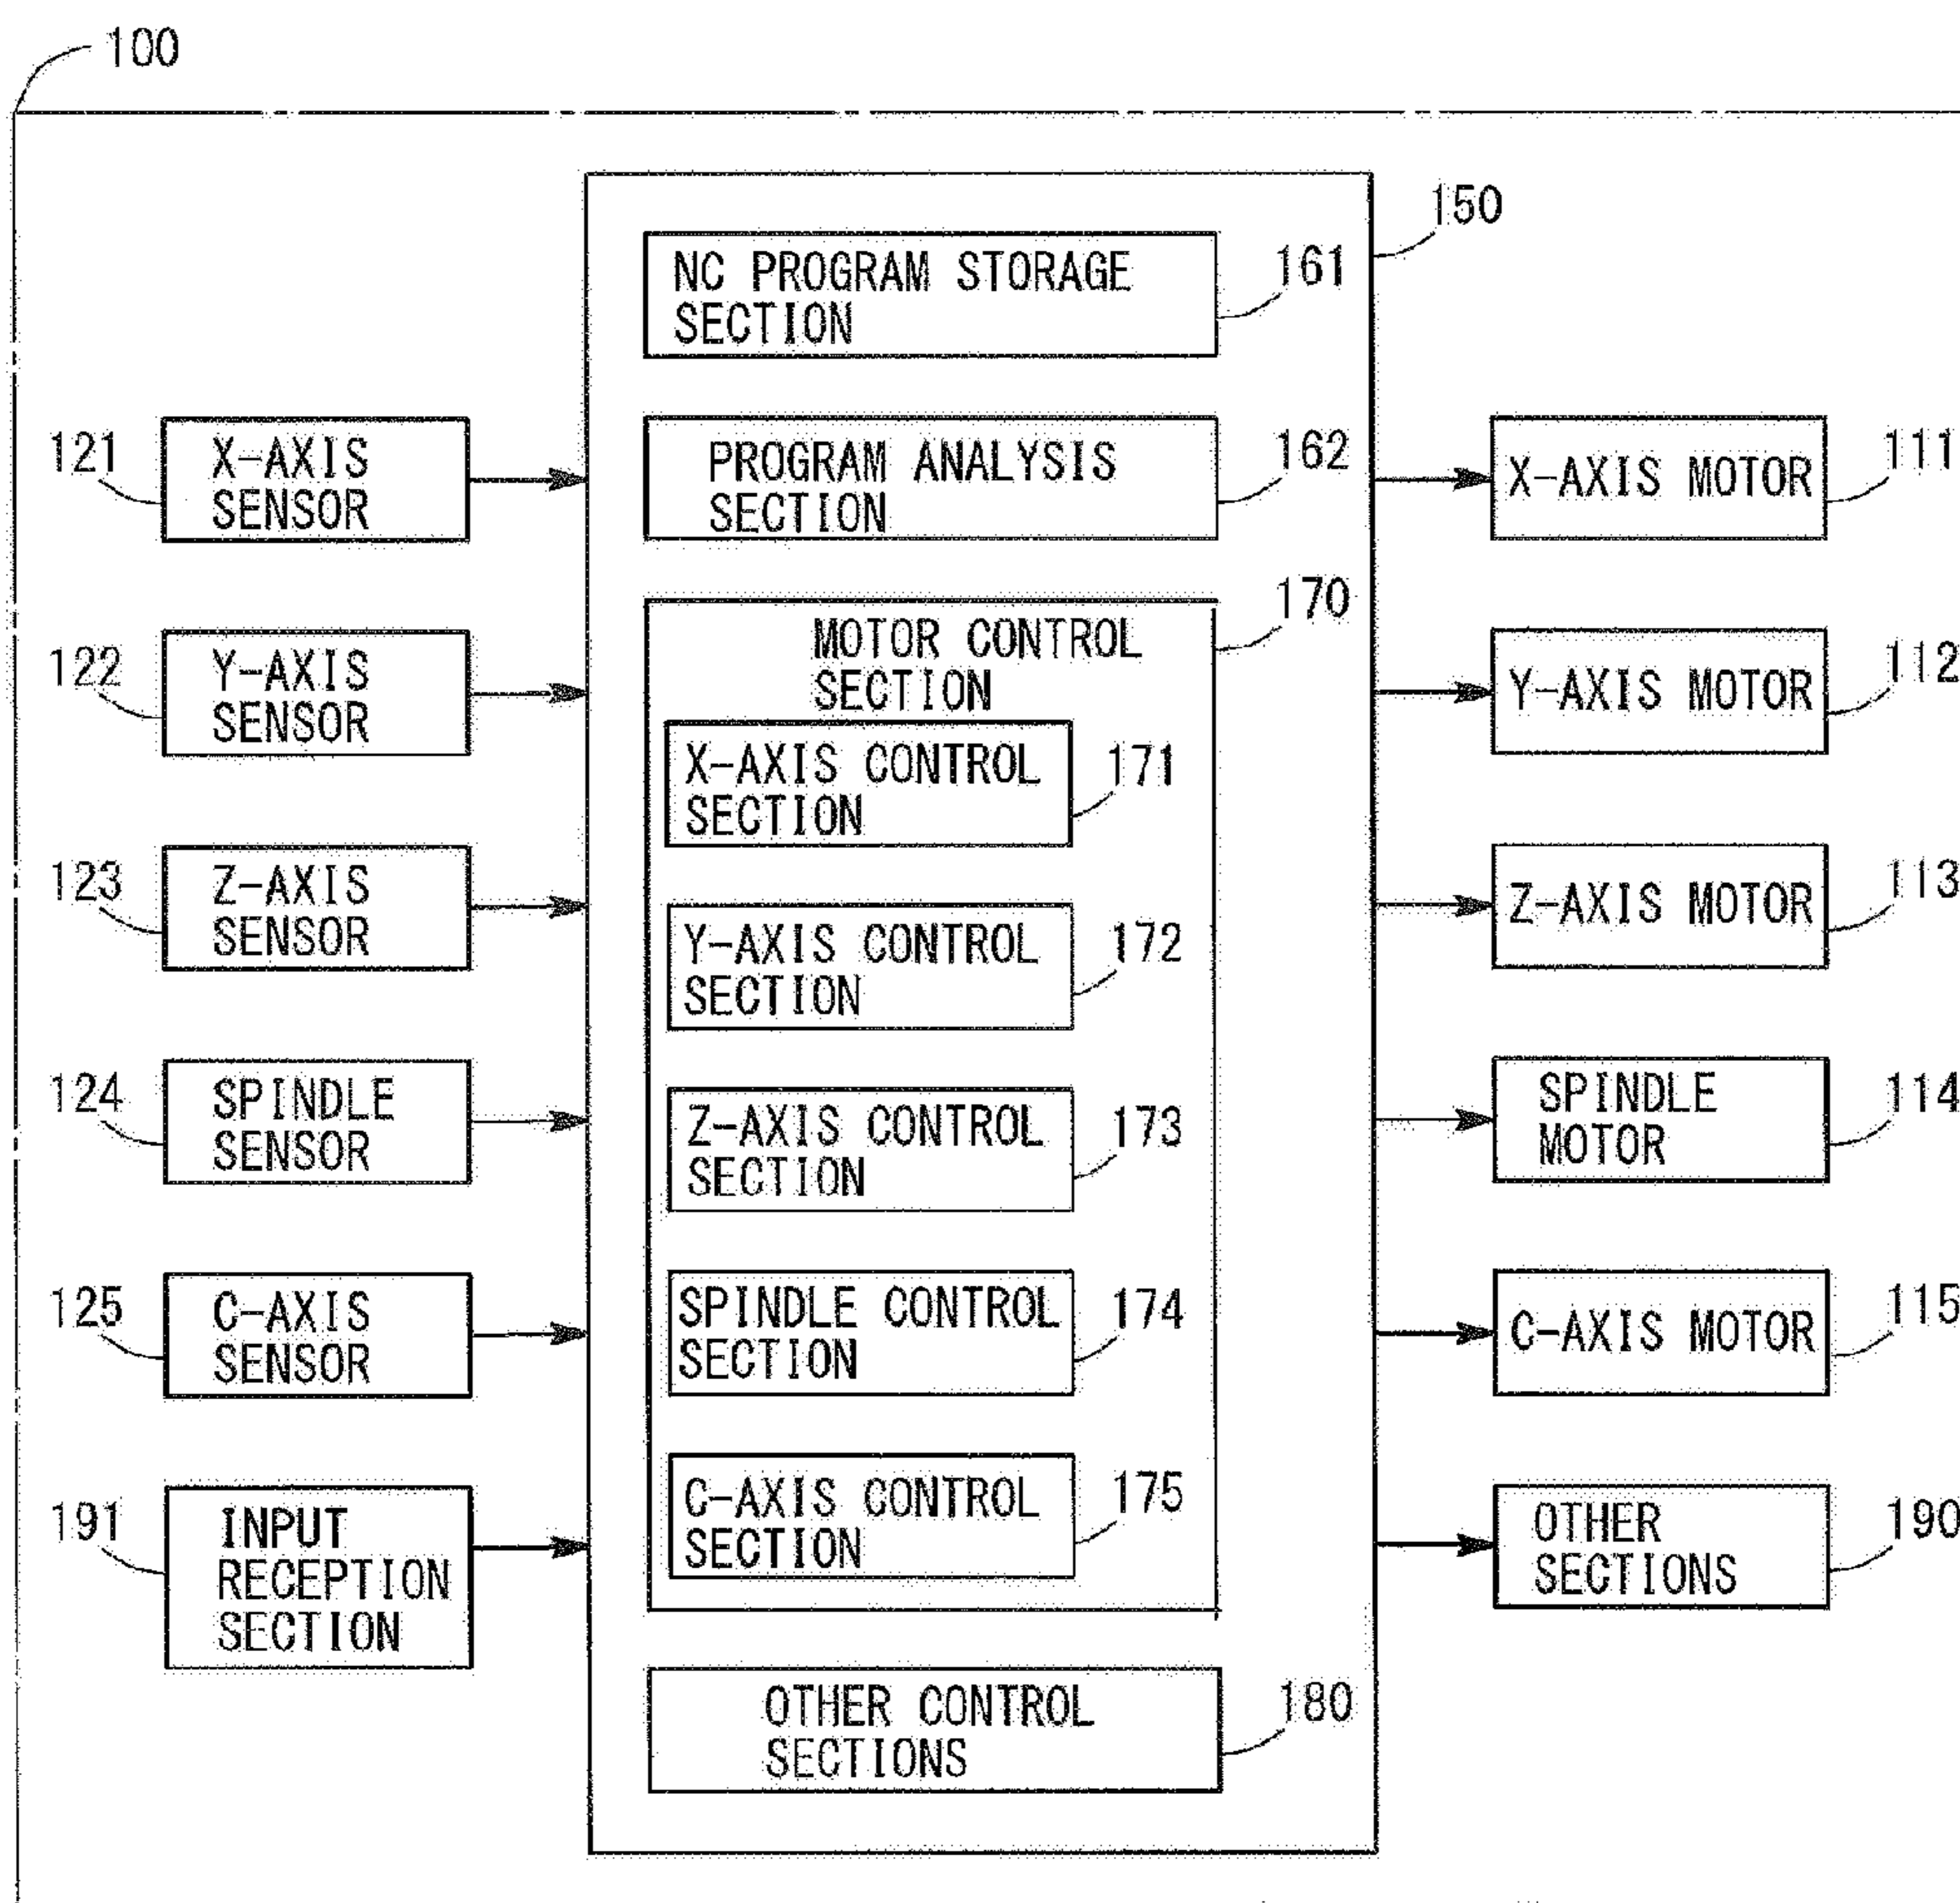 100
150
NC PROGRAM STORAGE
SECTION
161
PROGRAM ANALYSIS
SECTION
162
MOTOR CONTROL
SECTION
170
X-AXIS CONTROL
SECTION
171
Y-AXIS CONTROL
SECTION
172
Z-AXIS CONTROL
SECTION
173
SPINDLE CONTROL
SECTION
174
C-AXIS CONTROL
SECTION
175
OTHER CONTROL
SECTIONS
180
121
X-AXIS
SENSOR
122
Y-AXIS
SENSOR
123
Z-AXIS
SENSOR
124
SPINDLE
SENSOR
125
C-AXIS
SENSOR
191
INPUT
RECEPTION
SECTION
X-AXIS MOTOR
111
Y-AXIS MOTOR
112
Z-AXIS MOTOR
113
SPINDLE
MOTOR
114
C-AXIS MOTOR
115
OTHER
SECTIONS
190